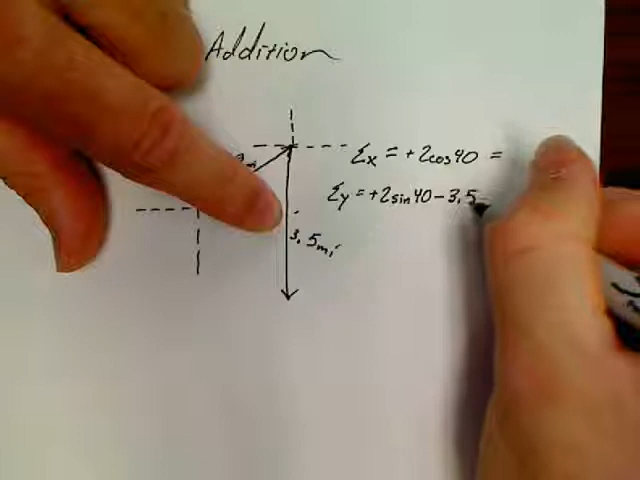 Addition
Σx = +2cos40 =
Σy = +2sin40 - 3.5
3.5mi